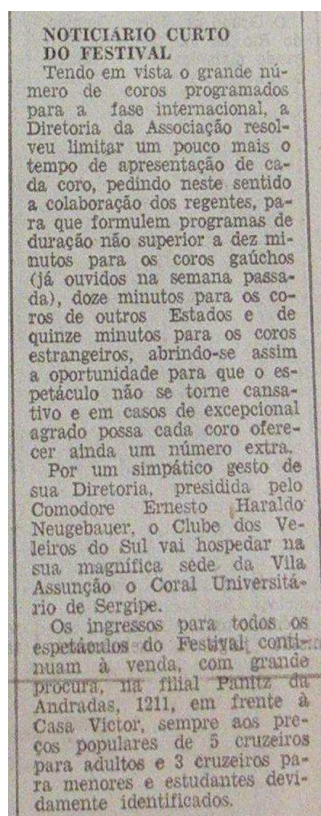 NOTICIÁRIO CURTO
DO FESTIVAL
Tendo em vista o grande nú-
mero de coros programados
para a fase internacional, a
Diretoria da Associação resol-
veu limitar um pouco mais o
tempo de apresentação de ca-
da coro, pedindo neste sentido
a colaboração dos regentes, pa-
ra que formulem programas de
duração não superior a dez mi-
nutos para os coros gaúchos
(já ouvidos na semana passa-
da), doze minutos para os co-
ros de outros Estados e de
quinze minutos para os coros
estrangeiros, abrindo-se assim
a oportunidade para que o es-
petáculo não se torne cansa-
tivo e em casos de excepcional
agrado possa cada coro ofere-
cer ainda um número extra.
Por um simpático gesto de
sua Diretoria, presidida pelo
Comodore Ernesto Haraldo
Neugebauer, o Clube dos Ve-
leiros do Sul vai hospedar na
sua magnífica séde da Vila
Assunção o Coral Universitá-
rio de Sergipe.
Os ingressos para todos os
espetáculos do Festival conti-
nuam à venda, com grande
procura, na filial Panitz da
Andradas, 1211, em frente à
Casa Victor, sempre aos pre-
ços populares de 5 cruzeiros
para adultos e 3 cruzeiros pa-
ra menores e estudantes devi-
damente identificados.